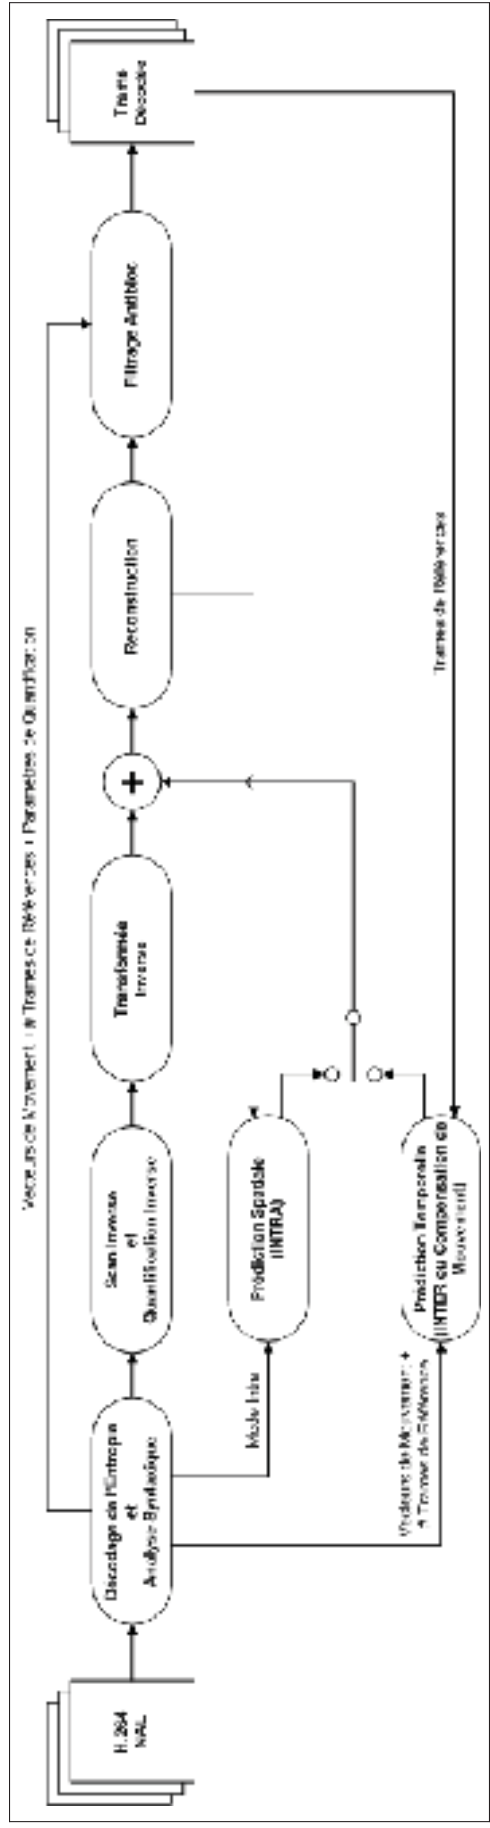 Vecteurs de Movement + # Trames de Références + Paramètres de Quantification
H.264
NAL
Décodage de l'Entropie
et
Analyse Syntaxique
Scan Inverse
et
Quantification Inverse
Transformée
Inverse
+
Reconstruction
Filtrage Antibloc
Trame
Décodée
Mode Intra
Prédiction Spatiale
(INTRA)
Vecteurs de Mouvement +
# Trames de Référence
Prédiction Temporelle
(INTER ou Compensation de
Mouvement)
Trames de Références